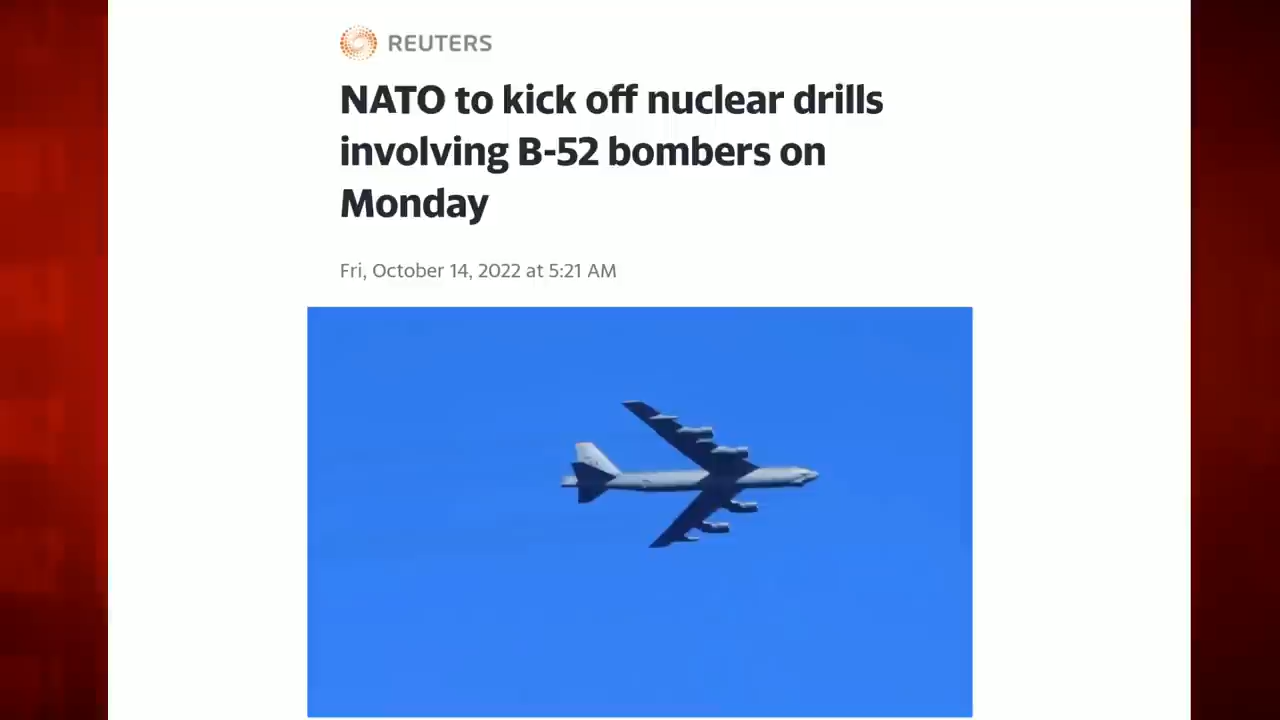 REUTERS
NATO to kick off nuclear drills
involving B-52 bombers on
Monday
Fri, October 14, 2022 at 5:21 AM